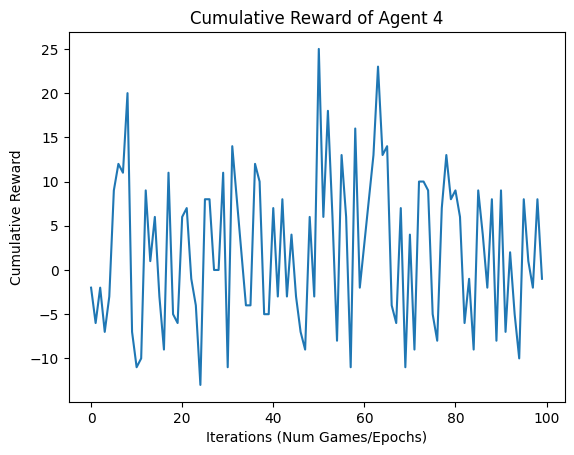 Cumulative Reward of Agent 4
25
20
15
10
5
0
−5
−10
Cumulative Reward
0 20 40 60 80 100
Iterations (Num Games/Epochs)